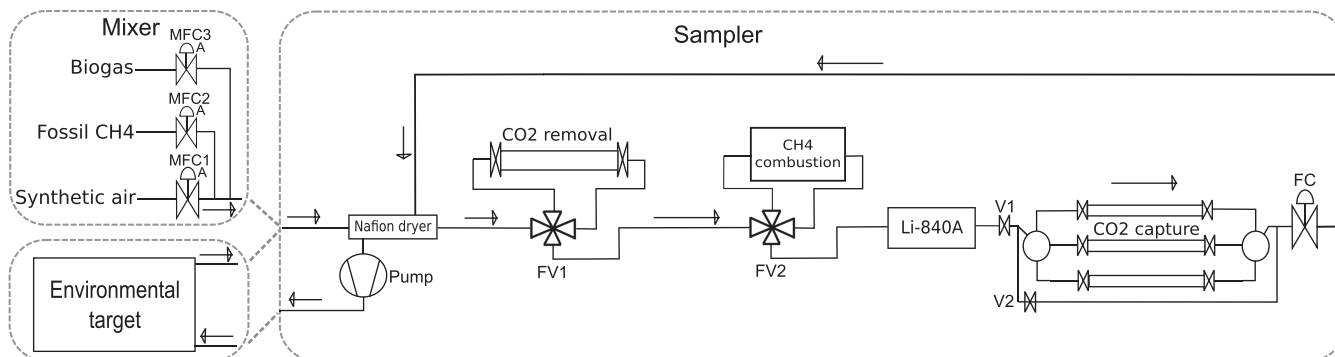 Mixer
MFC3
A
Biogas
MFC2
A
Fossil CH4
MFC1
A
Synthetic air
Environmental
target
Sampler
CO2 removal
CH4
combustion
Nafion dryer
Pump
FV1
FV2
Li-840A
V1
CO2 capture
V2
FC